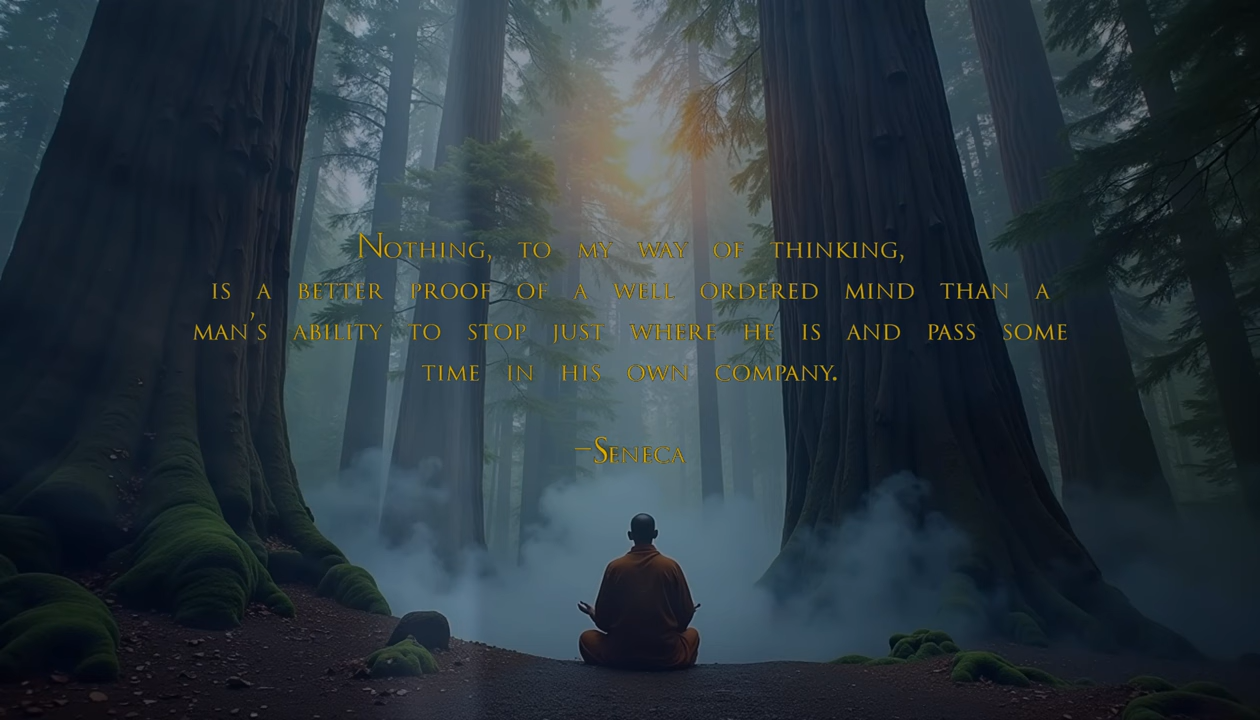 Nothing, to my way of thinking,
is a better proof of a well ordered mind than a
man's ability to stop just where he is and pass some
time in his own company.
–Seneca